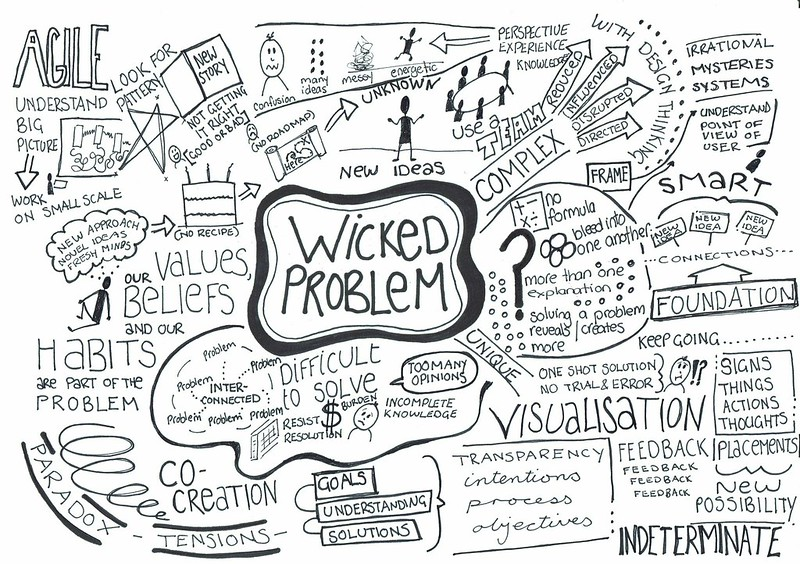 AGILE
UNDERSTAND
BIG
PICTURE
WORK
ON SMALL SCALE
LOOK FOR
PATTERN
NEW
STORY
NOT GETTING
IT RIGHT
(GOOD OR BAD)
confusion
many
ideas
messy
energetic
PERSPECTIVE
EXPERIENCE
KNOWLEDGE
UNKNOWN
(NO ROADMAP)
Here
NEW IDEAS
use a
TEAM
COMPLEX
REDUCED
INFLUENCED
DISRUPTED
DIRECTED
WITH DESIGN THINKING
IRRATIONAL
MYSTERIES
SYSTEMS
UNDERSTAND
POINT OF
VIEW OF
USER
FRAME
SMART
NEW
IDEA
NEW
IDEA
NEW
IDEA
CONNECTIONS
FOUNDATION
NEW APPROACH
NOVEL IDEAS
FRESH MINDS
(NO RECIPE)
WICKED
PROBLEM
no
formula
bleed into
one another
?
more than one
explanation
solving a problem
reveals/creates
more
UNIQUE
OUR VALUES,
BELIEFS
AND OUR
HABITS
ARE PART OF THE
PROBLEM
Problem
Problem
Problem
Problem
problem
problem
INTER-
CONNECTED
DIFFICULT
to SOLVE
TOO MANY
OPINIONS
INCOMPLETE
KNOWLEDGE
RESIST
RESOLUTION
$
BURDEN
KEEP GOING
ONE SHOT SOLUTION
NO TRIAL & ERROR
!?
SIGNS
THINGS
ACTIONS
THOUGHTS
PLACEMENTS
NEW
POSSIBILITY
VISUALISATION
TRANSPARENCY
intentions
process
objectives
FEEDBACK
FEEDBACK
FEEDBACK
FEEDBACK
INDETERMINATE
PARADOX
CO-
CREATION
- TENSIONS -
GOALS
UNDERSTANDING
SOLUTIONS